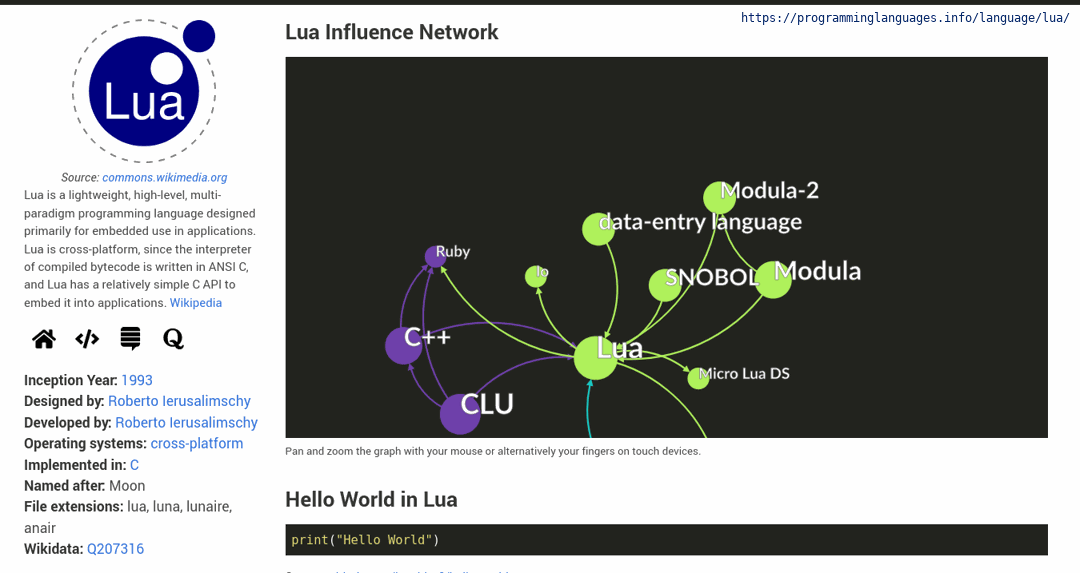 https://programminglanguages.info/language/lua/
Lua
Source: commons.wikimedia.org
Lua is a lightweight, high-level, multi-
paradigm programming language designed
primarily for embedded use in applications.
Lua is cross-platform, since the interpreter
of compiled bytecode is written in ANSI C,
and Lua has a relatively simple C API to
embed it into applications. Wikipedia
Inception Year: 1993
Designed by: Roberto Ierusalimschy
Developed by: Roberto Ierusalimschy
Operating systems: cross-platform
Implemented in: C
Named after: Moon
File extensions: lua, luna, lunaire,
anair
Wikidata: Q207316
Lua Influence Network
Modula-2
data-entry language
Ruby
Io
SNOBOL
Modula
C++
Lua
Micro Lua DS
CLU
Pan and zoom the graph with your mouse or alternatively your fingers on touch devices.
Hello World in Lua
print("Hello World")